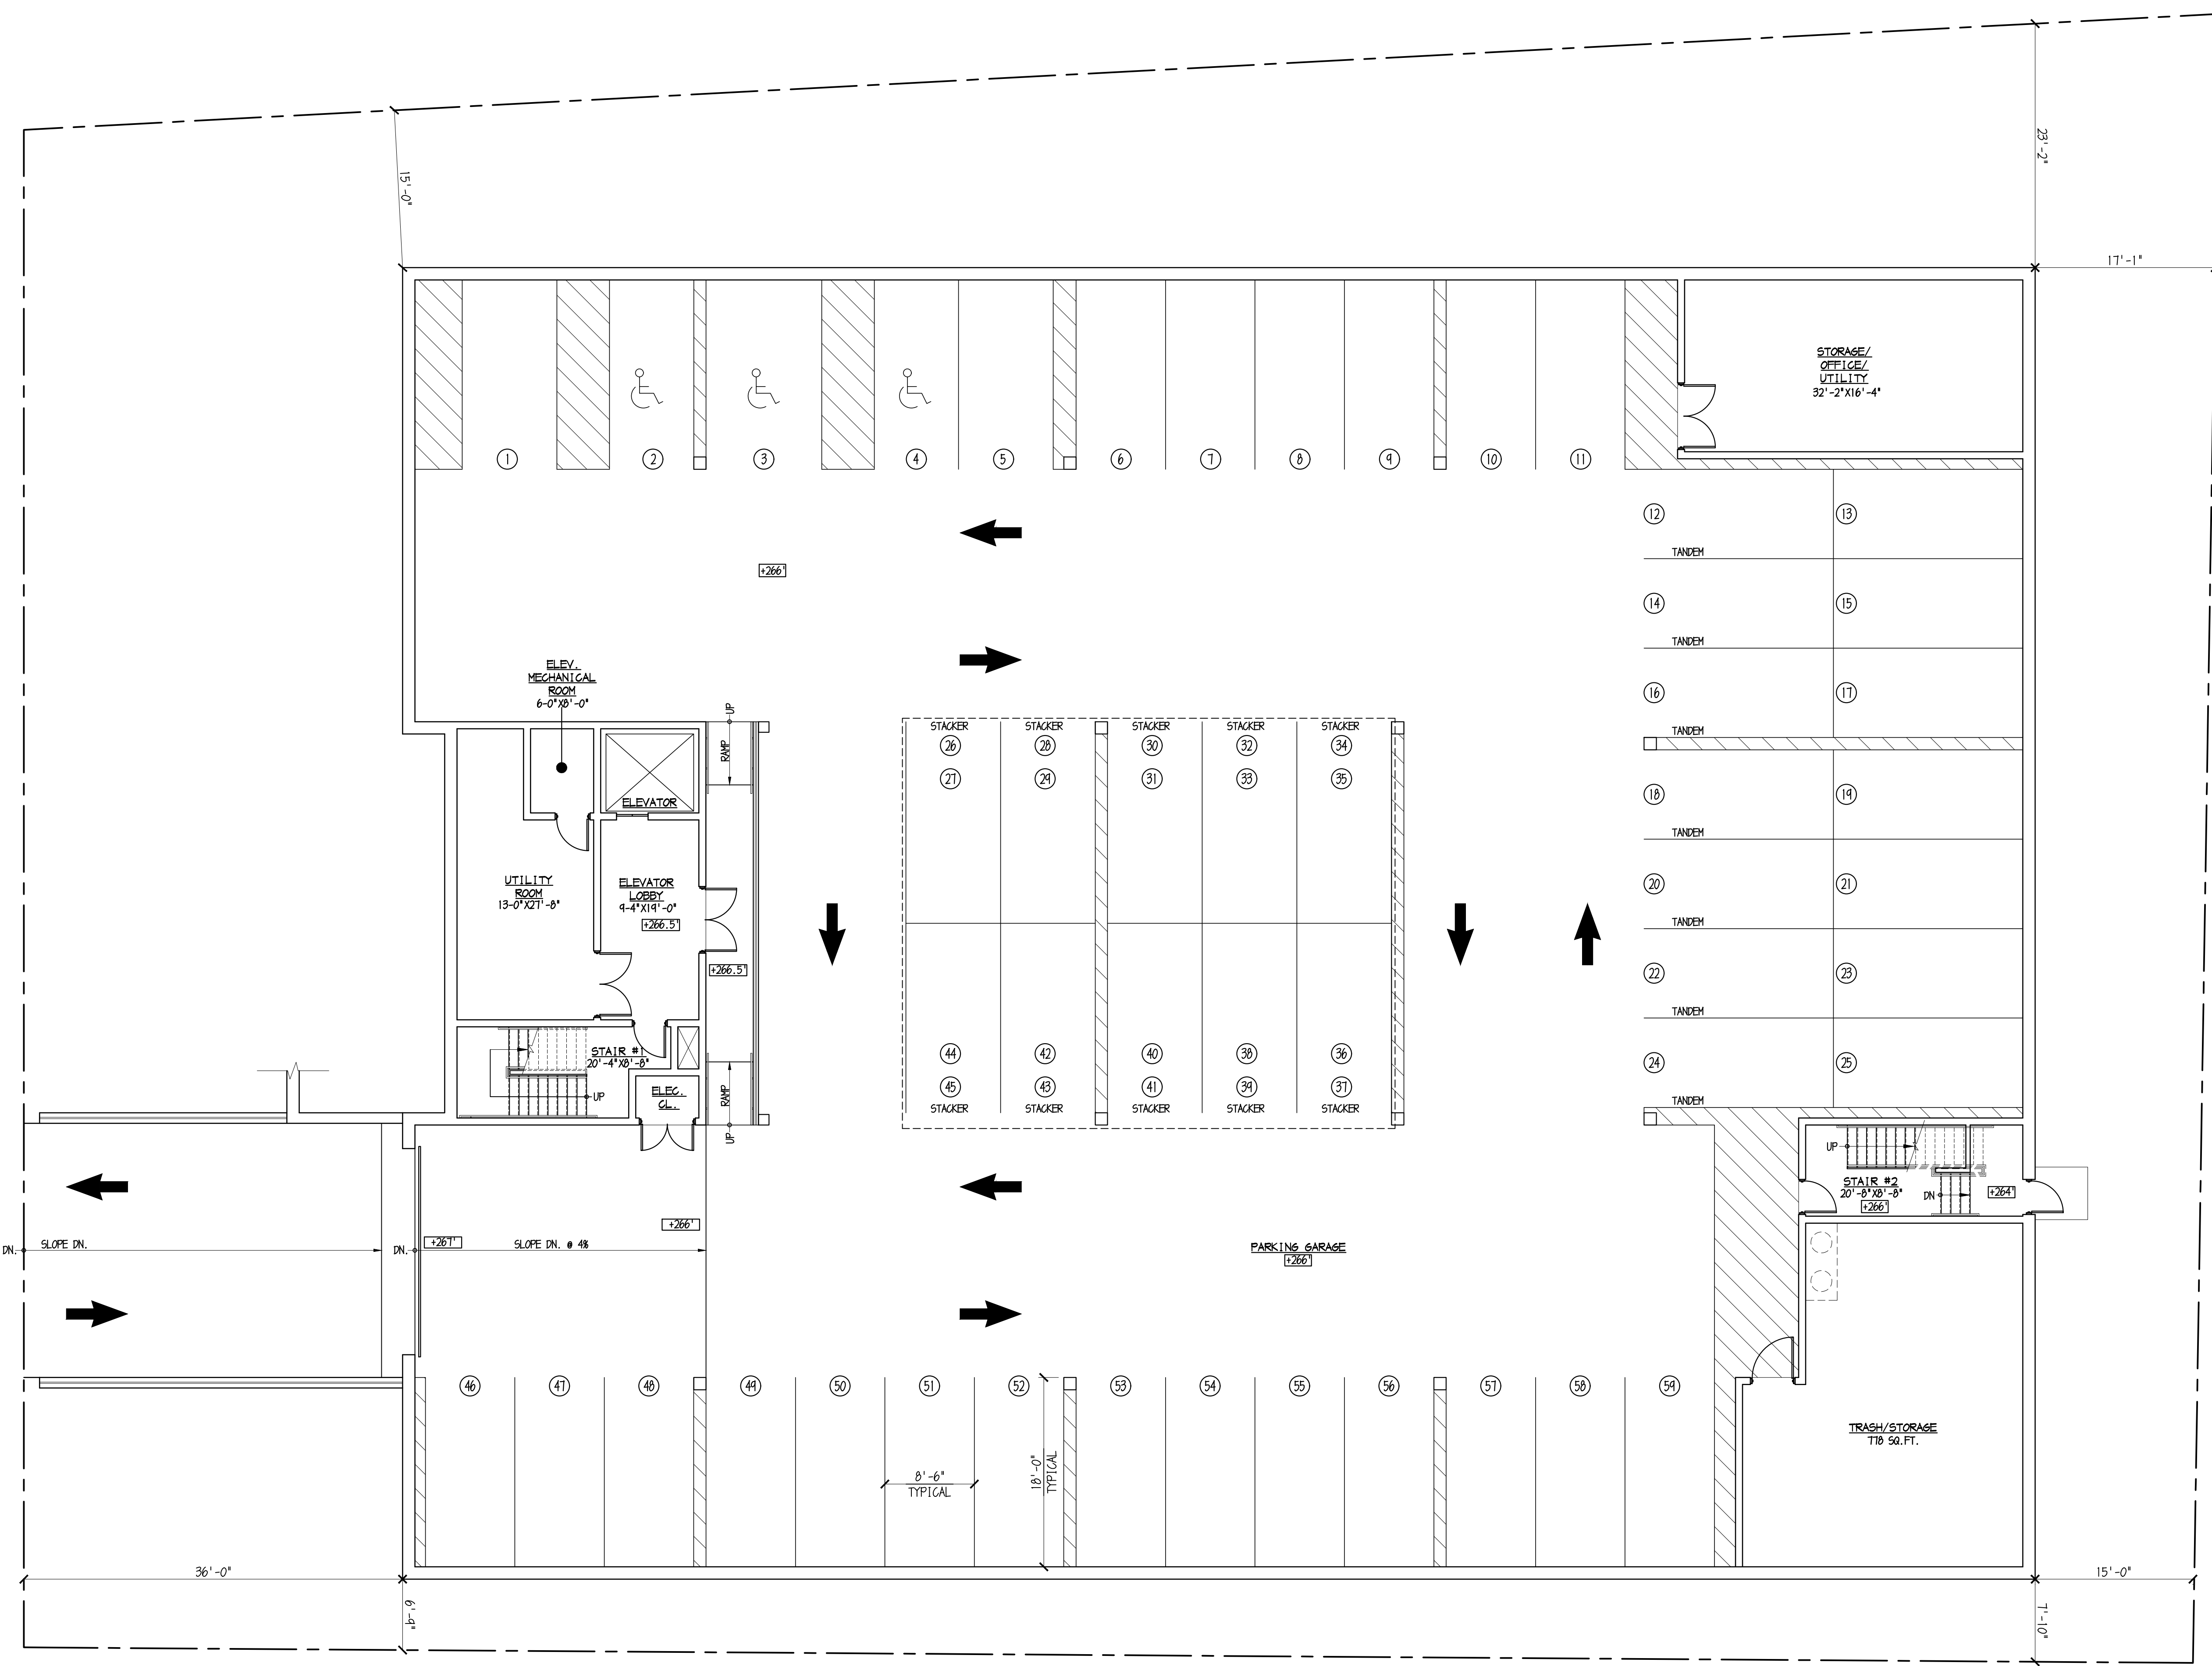 23'-2"
15'-0"
17'-1"
STORAGE/
OFFICE/
UTILITY
32'-2"X16'-4"
1
2
3
4
5
6
7
8
9
10
11
12
13
TANDEM
+266'
14
15
TANDEM
ELEV.
MECHANICAL
ROOM
6-0"X8'-0"
16
17
TANDEM
UP
RAMP
STACKER
STACKER
STACKER
STACKER
STACKER
26
28
30
32
34
27
29
31
33
35
18
19
TANDEM
ELEVATOR
UTILITY
ROOM
13-0"X27'-8"
ELEVATOR
LOBBY
9-4"X19'-0"
+266.5'
20
21
TANDEM
+266.5'
22
23
TANDEM
STAIR #1
20'-4"X8'-8"
UP
ELEC.
CL.
RAMP
UP
44
42
40
38
36
45
43
41
39
37
STACKER
STACKER
STACKER
STACKER
STACKER
24
25
TANDEM
UP
STAIR #2
20'-8"X8'-8"
+266'
DN
+264'
+266'
DN.
SLOPE DN.
DN.
+267'
SLOPE DN. @ 4%
PARKING GARAGE
+266'
46
47
48
49
50
51
52
53
54
55
56
57
58
59
TRASH/STORAGE
778 SQ.FT.
8'-6"
TYPICAL
18'-0"
TYPICAL
36'-0"
15'-0"
6'-9"
7'-10"